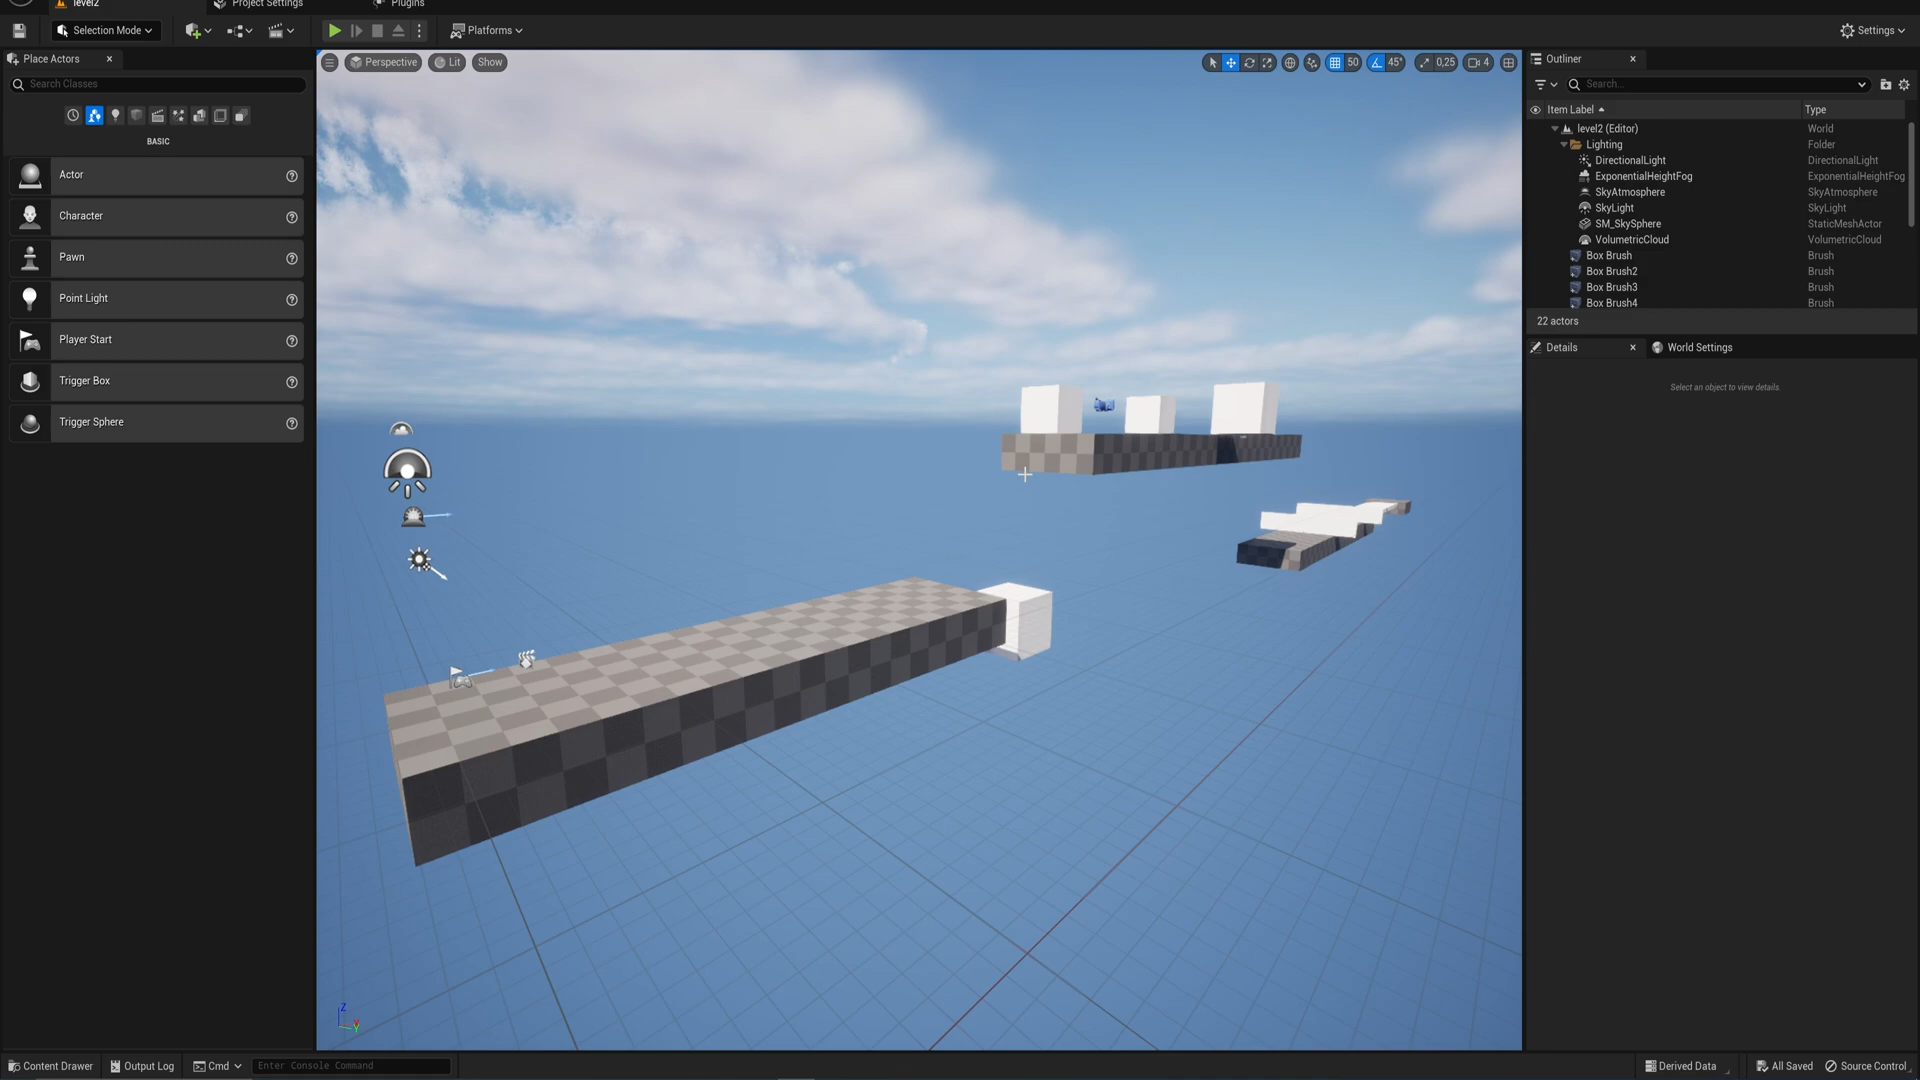 level2
Project Settings
Plugins
Selection Mode
Platforms
Settings
Place Actors
Search Classes
BASIC
Actor
Character
Pawn
Point Light
Player Start
Trigger Box
Trigger Sphere
Perspective
Lit
Show
50
45°
0,25
4
Outliner
Search...
Item Label
Type
level2 (Editor)
World
Lighting
Folder
DirectionalLight
DirectionalLight
ExponentialHeightFog
ExponentialHeightFog
SkyAtmosphere
SkyAtmosphere
SkyLight
SkyLight
SM_SkySphere
StaticMeshActor
VolumetricCloud
VolumetricCloud
Box Brush
Brush
Box Brush2
Brush
Box Brush3
Brush
Box Brush4
Brush
22 actors
Details
World Settings
Select an object to view details.
Z
Y
Content Drawer
Output Log
Cmd
Enter Console Command
Derived Data
All Saved
Source Control